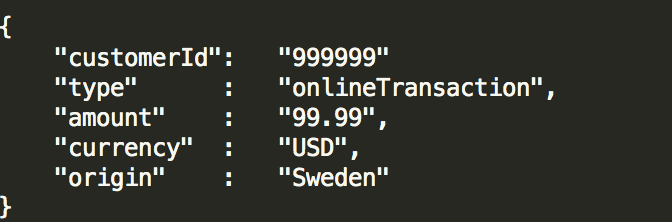 {
    "customerId":   "999999"
    "type"      :   "onlineTransaction",
    "amount"    :   "99.99",
    "currency"  :   "USD",
    "origin"    :   "Sweden"
}